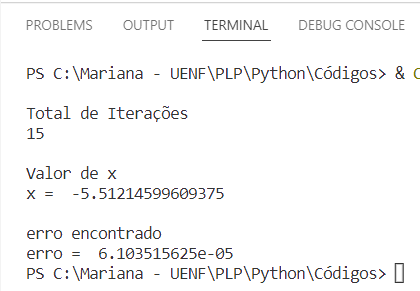 PROBLEMS OUTPUT TERMINAL DEBUG CONSOLE
PS C:\Mariana - UENF\PLP\Python\Códigos> &
Total de Iterações
15
Valor de x
x =  -5.51214599609375
erro encontrado
erro =  6.103515625e-05
PS C:\Mariana - UENF\PLP\Python\Códigos>